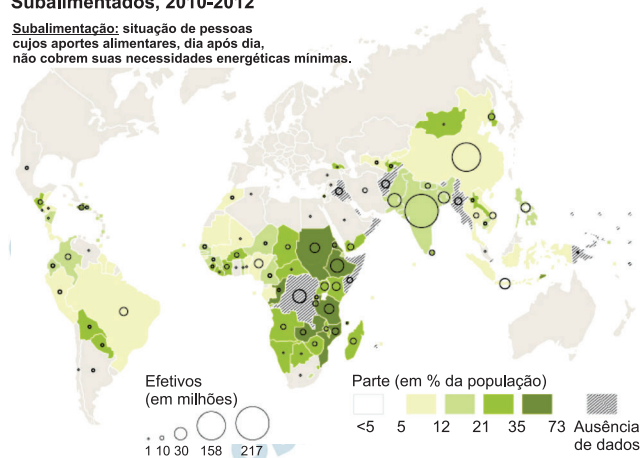 Subalimentados, 2010-2012
Subalimentação: situação de pessoas
cujos aportes alimentares, dia após dia,
não cobrem suas necessidades energéticas mínimas.
Efetivos
(em milhões)
1 10 30 158 217
Parte (em % da população)
<5 5 12 21 35 73 Ausência
de dados